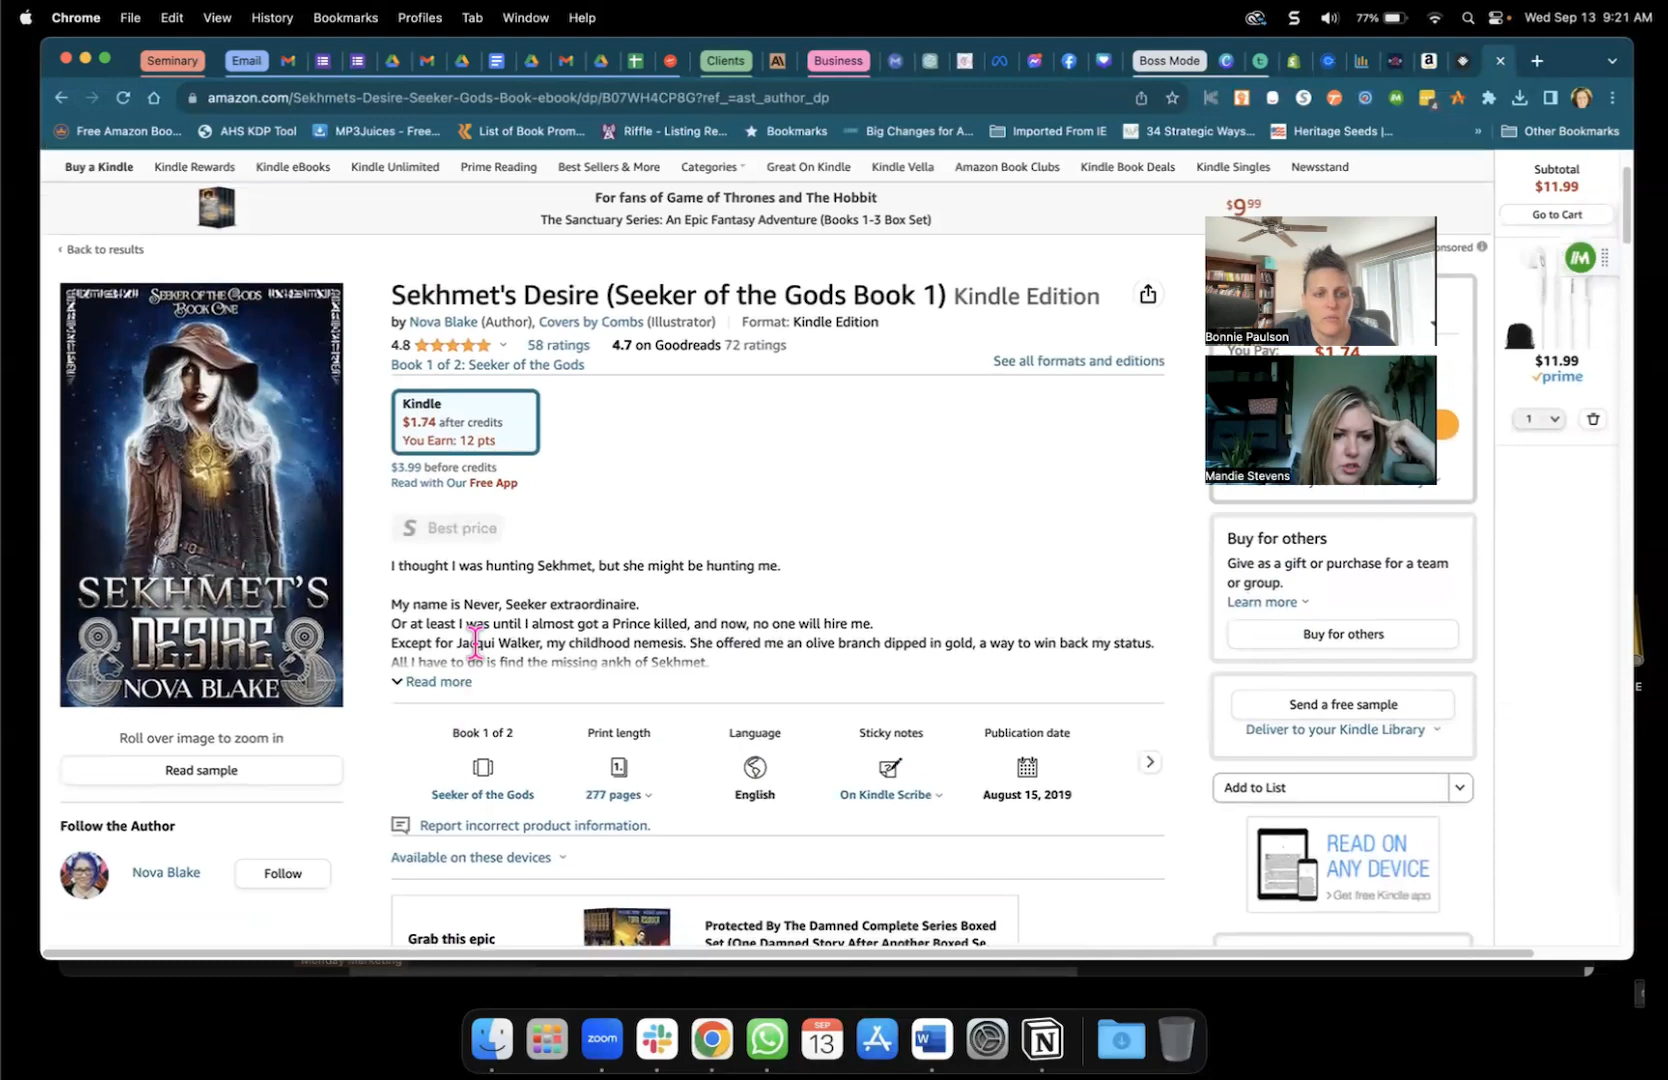 Chrome File Edit View History Bookmarks Profiles Tab Window Help
77% Wed Sep 13 9:21 AM
Seminary Email Clients Business Boss Mode
amazon.com/Sekhmets-Desire-Seeker-Gods-Book-ebook/dp/B07WH4CP8G?ref_=ast_author_dp
Free Amazon Boo... AHS KDP Tool MP3Juices - Free... List of Book Prom... Riffle - Listing Re... Bookmarks Big Changes for A... Imported From IE 34 Strategic Ways... Heritage Seeds |... » Other Bookmarks
Buy a Kindle Kindle Rewards Kindle eBooks Kindle Unlimited Prime Reading Best Sellers & More Categories Great On Kindle Kindle Vella Amazon Book Clubs Kindle Book Deals Kindle Singles Newsstand
Subtotal
$11.99
Go to Cart
For fans of Game of Thrones and The Hobbit
The Sanctuary Series: An Epic Fantasy Adventure (Books 1-3 Box Set)
$9.99
‹ Back to results
SEEKER OF THE GODS
BOOK ONE
SEKHMET'S
DESIRE
NOVA BLAKE
Sekhmet's Desire (Seeker of the Gods Book 1) Kindle Edition
by Nova Blake (Author), Covers by Combs (Illustrator) Format: Kindle Edition
4.8 58 ratings 4.7 on Goodreads 72 ratings
Book 1 of 2: Seeker of the Gods
See all formats and editions
Kindle
$1.74 after credits
You Earn: 12 pts
$3.99 before credits
Read with Our Free App
S Best price
I thought I was hunting Sekhmet, but she might be hunting me.
My name is Never, Seeker extraordinaire.
Or at least I was until I almost got a Prince killed, and now, no one will hire me.
Except for Jacqui Walker, my childhood nemesis. She offered me an olive branch dipped in gold, a way to win back my status.
All I have to do is find the missing ankh of Sekhmet.
Read more
Book 1 of 2
Seeker of the Gods
Print length
277 pages
Language
English
Sticky notes
On Kindle Scribe
Publication date
August 15, 2019
Report incorrect product information.
Available on these devices
Grab this epic
Protected By The Damned Complete Series Boxed
Set (One Damned Story After Another Boxed Se...
Roll over image to zoom in
Read sample
Follow the Author
Nova Blake
Follow
Bonnie Paulson
You Pay: $1.74
Mandie Stevens
Buy for others
Give as a gift or purchase for a team
or group.
Learn more
Buy for others
Send a free sample
Deliver to your Kindle Library
Add to List
READ ON
ANY DEVICE
> Get free Kindle app
$11.99
prime
1
Monday Marketing
zoom
SEP
13